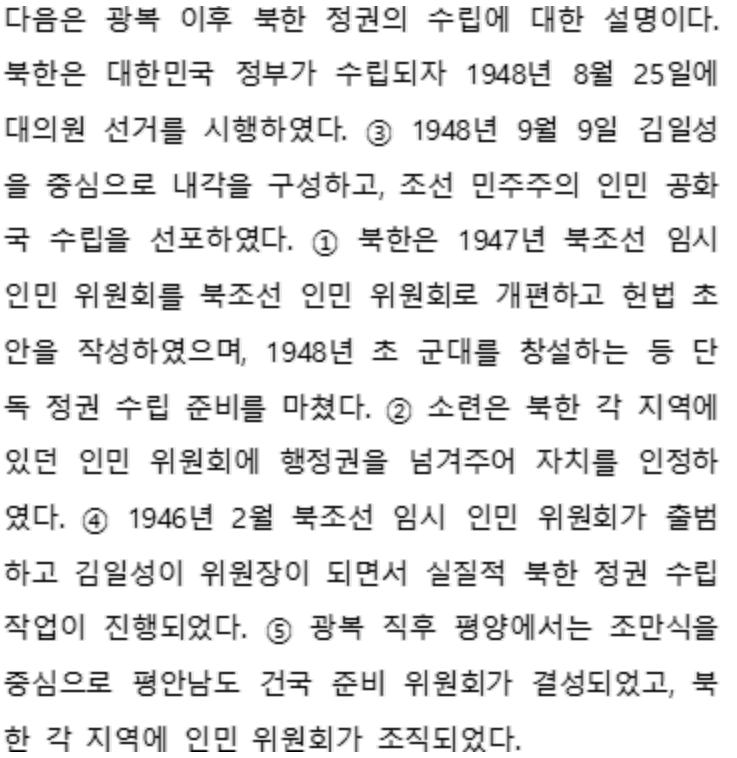 다음은 광복 이후 북한 정권의 수립에 대한 설명이다.
북한은 대한민국 정부가 수립되자 1948년 8월 25일에
대의원 선거를 시행하였다. ③ 1948년 9월 9일 김일성
을 중심으로 내각을 구성하고, 조선 민주주의 인민 공화
국 수립을 선포하였다. ① 북한은 1947년 북조선 임시
인민 위원회를 북조선 인민 위원회로 개편하고 헌법 초
안을 작성하였으며, 1948년 초 군대를 창설하는 등 단
독 정권 수립 준비를 마쳤다. ② 소련은 북한 각 지역에
있던 인민 위원회에 행정권을 넘겨주어 자치를 인정하
였다. ④ 1946년 2월 북조선 임시 인민 위원회가 출범
하고 김일성이 위원장이 되면서 실질적 북한 정권 수립
작업이 진행되었다. ⑤ 광복 직후 평양에서는 조만식을
중심으로 평안남도 건국 준비 위원회가 결성되었고, 북
한 각 지역에 인민 위원회가 조직되었다.